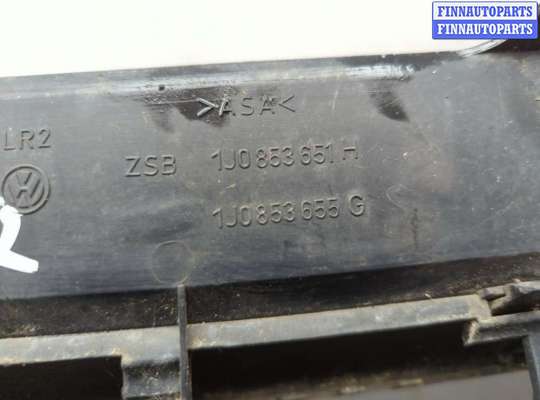 FINNAUTOPARTS
FINNAUTOPARTS
>ASA<
LR2
ZSB 1J0 853 651 H
1J0 853 655 G